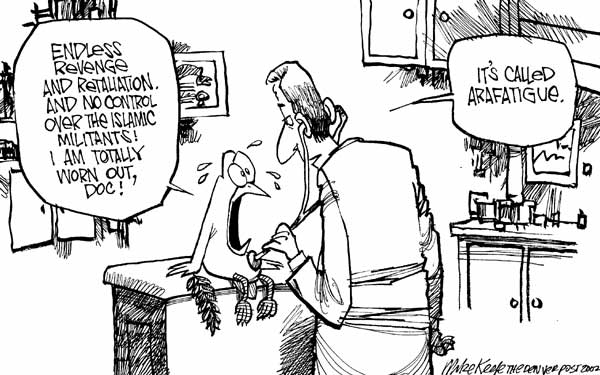 ENDLESS
REVENGE
AND RETALIATION.
AND NO CONTROL
OVER THE ISLAMIC
MILITANTS!
I AM TOTALLY
WORN OUT,
DOC!
IT'S CALLED
ARAFATIGUE.
MIKE KEEFE THE DENVER POST 2002